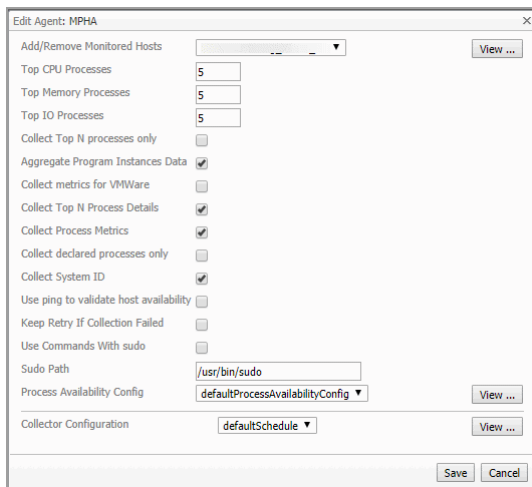 Edit Agent: MPHA
Add/Remove Monitored Hosts View ...
Top CPU Processes 5
Top Memory Processes 5
Top IO Processes 5
Collect Top N processes only
Aggregate Program Instances Data
Collect metrics for VMWare
Collect Top N Process Details
Collect Process Metrics
Collect declared processes only
Collect System ID
Use ping to validate host availability
Keep Retry If Collection Failed
Use Commands With sudo
Sudo Path /usr/bin/sudo
Process Availability Config defaultProcessAvailabilityConfig View ...
Collector Configuration defaultSchedule View ...
Save Cancel